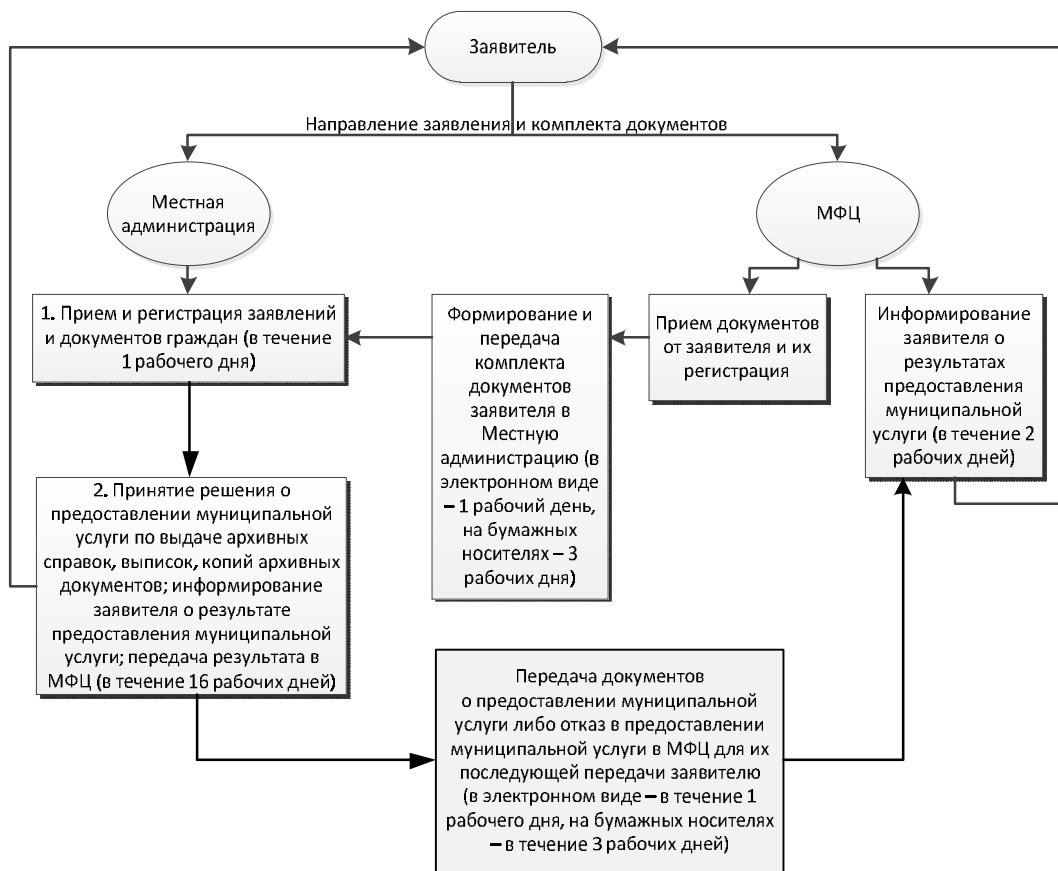 Заявитель
Направление заявления и комплекта документов
Местная
администрация
МФЦ
1. Прием и регистрация заявлений
и документов граждан (в течение
1 рабочего дня)
Формирование и
передача
комплекта
документов
заявителя в
Местную
администрацию (в
электронном виде
– 1 рабочий день,
на бумажных
носителях – 3
рабочих дня)
Прием документов
от заявителя и их
регистрация
Информирование
заявителя о
результатах
предоставления
муниципальной
услуги (в течение 2
рабочих дней)
2. Принятие решения о
предоставлении муниципальной
услуги по выдаче архивных
справок, выписок, копий архивных
документов; информирование
заявителя о результате
предоставления муниципальной
услуги; передача результата в
МФЦ (в течение 16 рабочих дней)
Передача документов
о предоставлении муниципальной
услуги либо отказ в предоставлении
муниципальной услуги в МФЦ для их
последующей передачи заявителю
(в электронном виде – в течение 1
рабочего дня, на бумажных носителях
– в течение 3 рабочих дней)